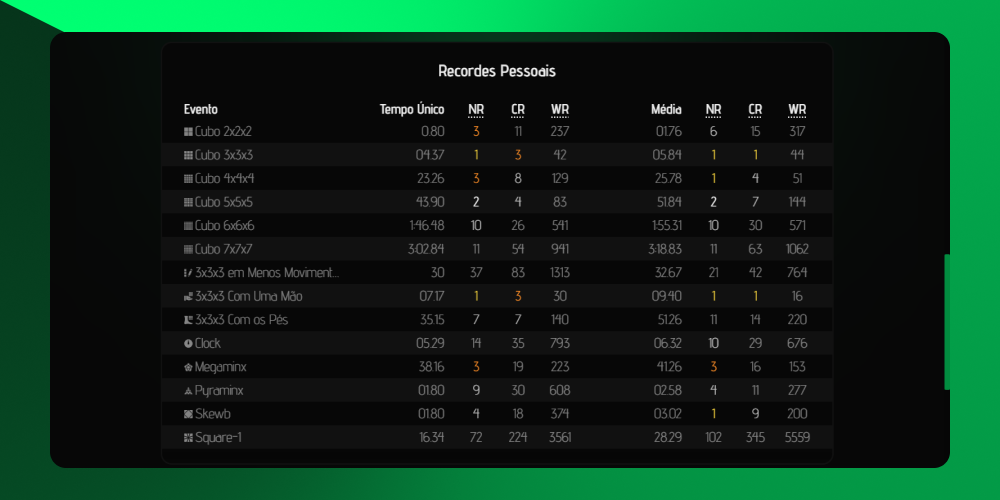 Recordes Pessoais
Evento Tempo Único NR CR WR Média NR CR WR
Cubo 2x2x2 0.80 3 11 237 01.76 6 15 317
Cubo 3x3x3 04.37 1 3 42 05.84 1 1 44
Cubo 4x4x4 23.26 3 8 129 25.78 1 4 51
Cubo 5x5x5 43.90 2 4 83 51.84 2 7 144
Cubo 6x6x6 1:46.48 10 26 541 1:55.31 10 30 571
Cubo 7x7x7 3:02.84 11 54 941 3:18.83 11 63 1062
3x3x3 em Menos Moviment... 30 37 83 1313 32.67 21 42 764
3x3x3 Com Uma Mão 07.17 1 3 30 09.40 1 1 16
3x3x3 Com os Pés 35.15 7 7 140 51.26 11 14 220
Clock 05.29 14 35 793 06.32 10 29 676
Megaminx 38.16 3 19 223 41.26 3 16 153
Pyraminx 01.80 9 30 608 02.58 4 11 277
Skewb 01.80 4 18 374 03.02 1 9 200
Square-1 16.34 72 224 3561 28.29 102 345 5559